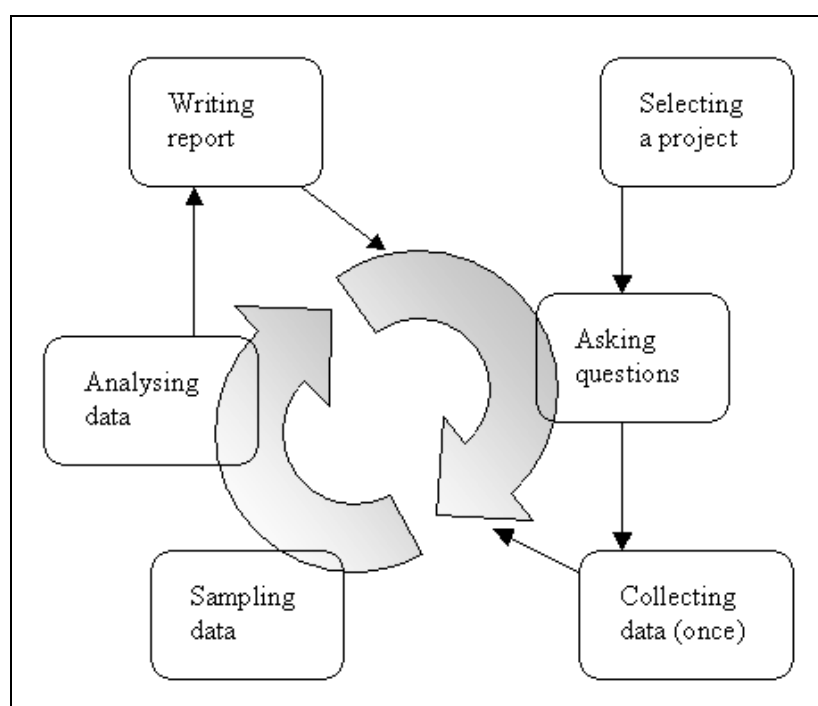 Writing
report
Selecting
a project
Analysing
data
Asking
questions
Sampling
data
Collecting
data (once)